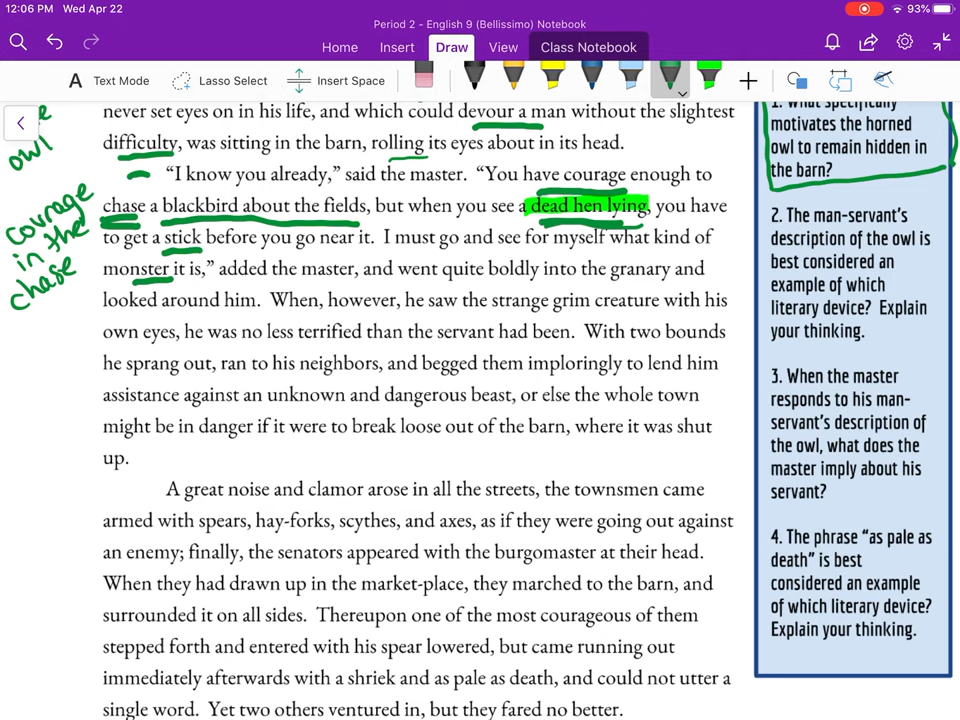 12:06 PM Wed Apr 22
93%
Period 2 - English 9 (Bellissimo) Notebook
Home Insert Draw View Class Notebook
A Text Mode Lasso Select Insert Space
never set eyes on in his life, and which could devour a man without the slightest
difficulty, was sitting in the barn, rolling its eyes about in its head.
“I know you already,” said the master. “You have courage enough to
chase a blackbird about the fields, but when you see a dead hen lying, you have
to get a stick before you go near it. I must go and see for myself what kind of
monster it is,” added the master, and went quite boldly into the granary and
looked around him. When, however, he saw the strange grim creature with his
own eyes, he was no less terrified than the servant had been. With two bounds
he sprang out, ran to his neighbors, and begged them imploringly to lend him
assistance against an unknown and dangerous beast, or else the whole town
might be in danger if it were to break loose out of the barn, where it was shut
up.
A great noise and clamor arose in all the streets, the townsmen came
armed with spears, hay-forks, scythes, and axes, as if they were going out against
an enemy; finally, the senators appeared with the burgomaster at their head.
When they had drawn up in the market-place, they marched to the barn, and
surrounded it on all sides. Thereupon one of the most courageous of them
stepped forth and entered with his spear lowered, but came running out
immediately afterwards with a shriek and as pale as death, and could not utter a
single word. Yet two others ventured in, but they fared no better.
owl
courage
in the
chase
1. What specifically
motivates the horned
owl to remain hidden in
the barn?
2. The man-servant’s
description of the owl is
best considered an
example of which
literary device? Explain
your thinking.
3. When the master
responds to his man-
servant’s description of
the owl, what does the
master imply about his
servant?
4. The phrase “as pale as
death” is best
considered an example
of which literary device?
Explain your thinking.